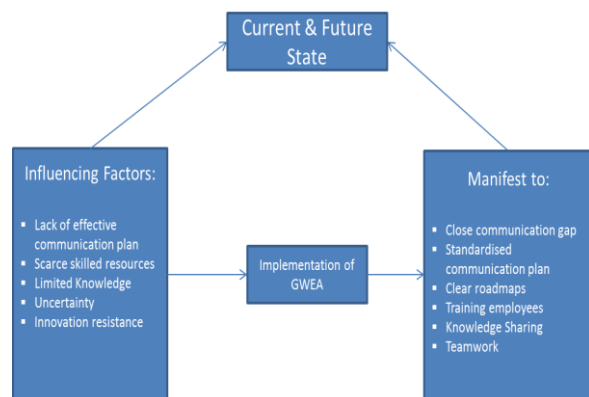 Current & Future
State
Influencing Factors:
▪ Lack of effective
communication plan
▪ Scarce skilled resources
▪ Limited Knowledge
▪ Uncertainty
▪ Innovation resistance
Implementation of
GWEA
Manifest to:
▪ Close communication gap
▪ Standardised
communication plan
▪ Clear roadmaps
▪ Training employees
▪ Knowledge Sharing
▪ Teamwork